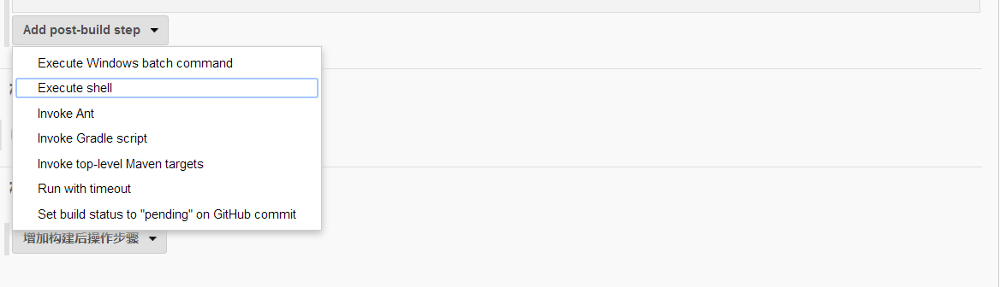 Add post-build step
Execute Windows batch command
Execute shell
Invoke Ant
Invoke Gradle script
Invoke top-level Maven targets
Run with timeout
Set build status to "pending" on GitHub commit
增加构建后操作步骤